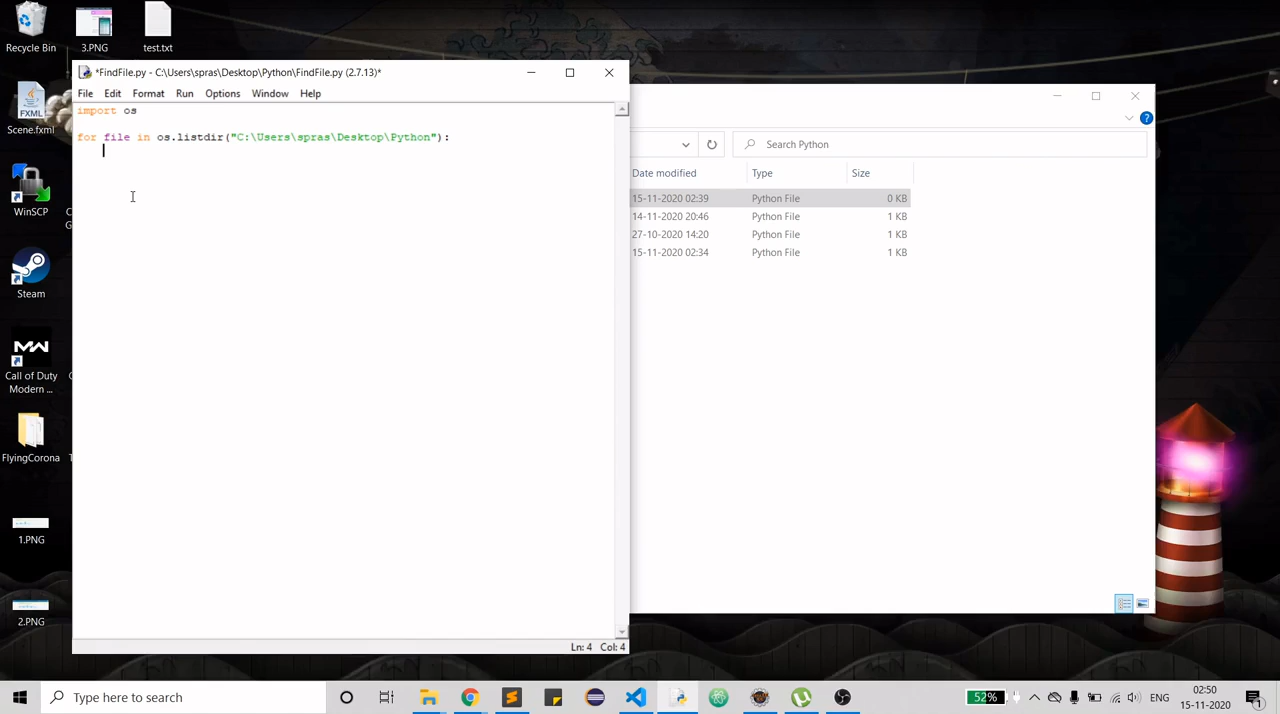 Recycle Bin
3.PNG
test.txt
FXML
Scene.fxml
WinSCP
Steam
Call of Duty
Modern ...
FlyingCorona
1.PNG
2.PNG
*FindFile.py - C:\Users\spras\Desktop\Python\FindFile.py (2.7.13)*
File Edit Format Run Options Window Help
import os
for file in os.listdir("C:\Users\spras\Desktop\Python"):
Ln: 4 Col: 4
Search Python
Date modified Type Size
15-11-2020 02:39 Python File 0 KB
14-11-2020 20:46 Python File 1 KB
27-10-2020 14:20 Python File 1 KB
15-11-2020 02:34 Python File 1 KB
Type here to search
52%
ENG
02:50
15-11-2020
1